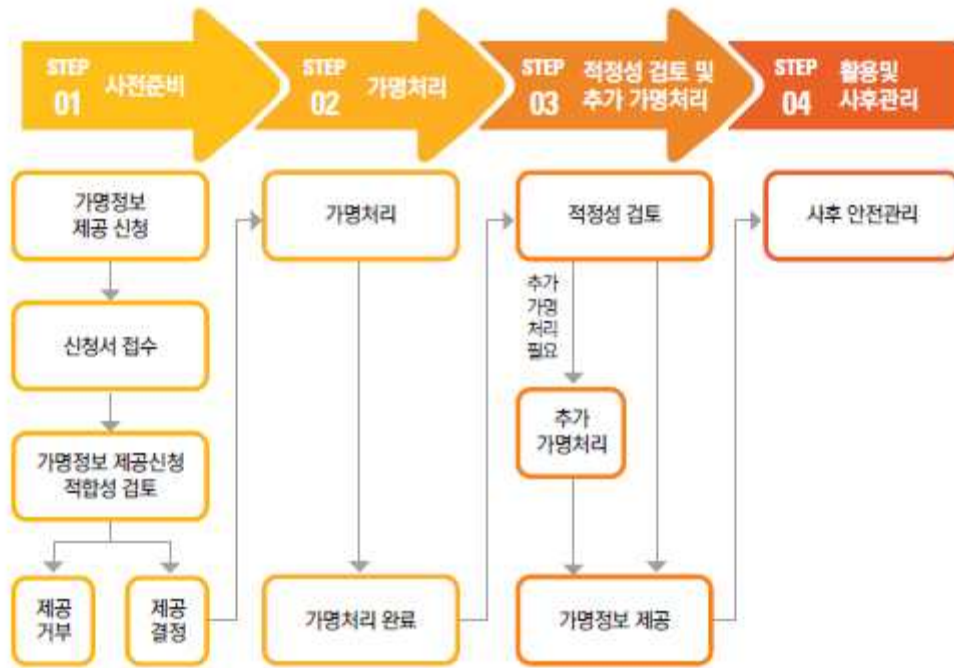 STEP
01
사전준비
STEP
02
가명처리
STEP
03
적정성 검토 및
추가 가명처리
STEP
04
활용및
사후관리
가명정보
제공 신청
신청서 접수
가명정보 제공신청
적합성 검토
제공
거부
제공
결정
가명처리
가명처리 완료
적정성 검토
추가
가명
처리
필요
추가
가명처리
가명정보 제공
사후 안전관리